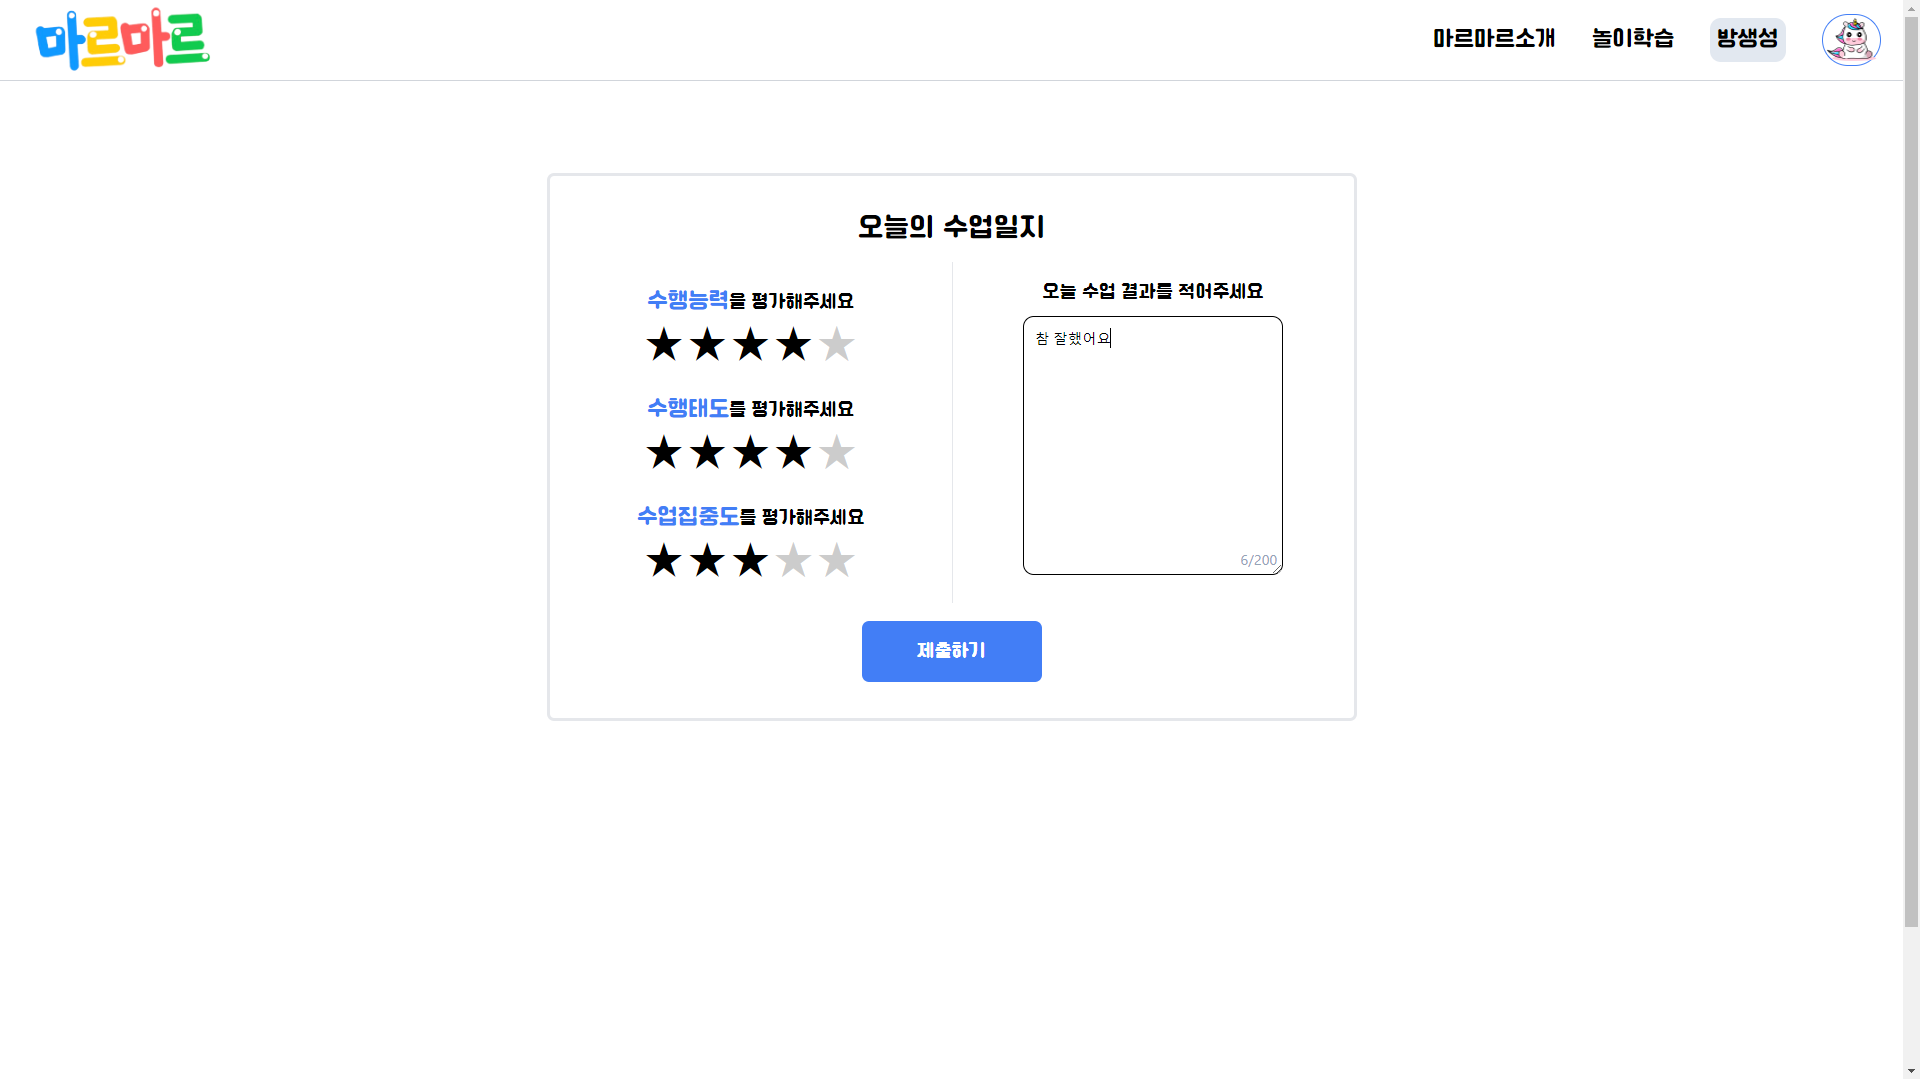 마르마르
마르마르소개
놀이학습
방생성
오늘의 수업일지
수행능력을 평가해주세요
수행태도를 평가해주세요
수업집중도를 평가해주세요
오늘 수업 결과를 적어주세요
참 잘했어요
6/200
제출하기